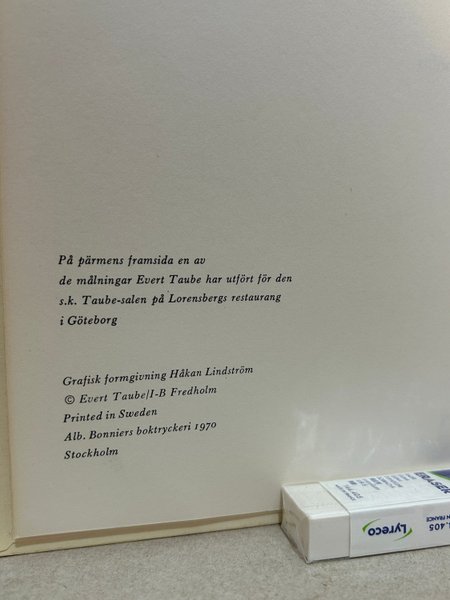 På pärmens framsida en av
de målningar Evert Taube har utfört för den
s.k. Taube-salen på Lorensbergs restaurang
i Göteborg
Grafisk formgivning Håkan Lindström
© Evert Taube/I-B Fredholm
Printed in Sweden
Alb. Bonniers boktryckeri 1970
Stockholm
Lyreco